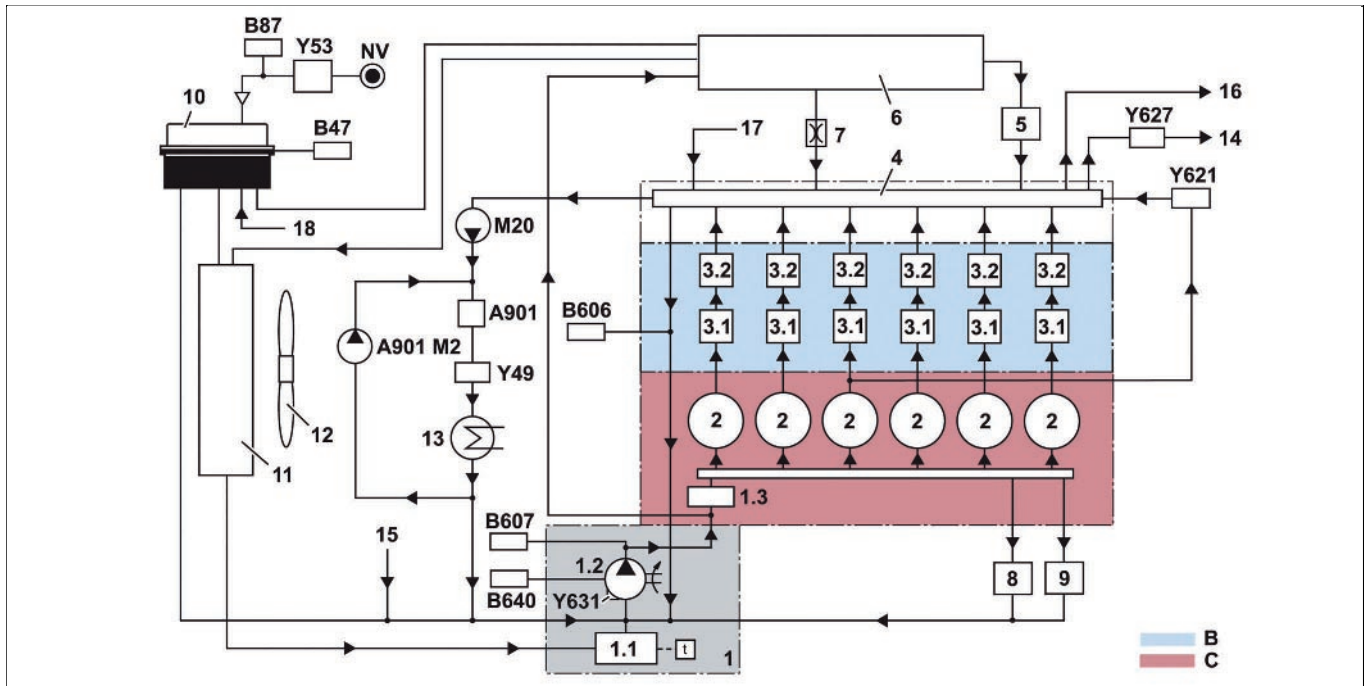 B87
Y53
NV
10
B47
6
5
16
Y627
14
7
17
4
Y621
18
M20
3.2 3.2 3.2 3.2 3.2 3.2
A901
B606
3.1 3.1 3.1 3.1 3.1 3.1
A901 M2
Y49
12
13
2 2 2 2 2 2
11
1.3
B607
15
1.2
8 9
B640
Y631
1.1
t
1
B
C